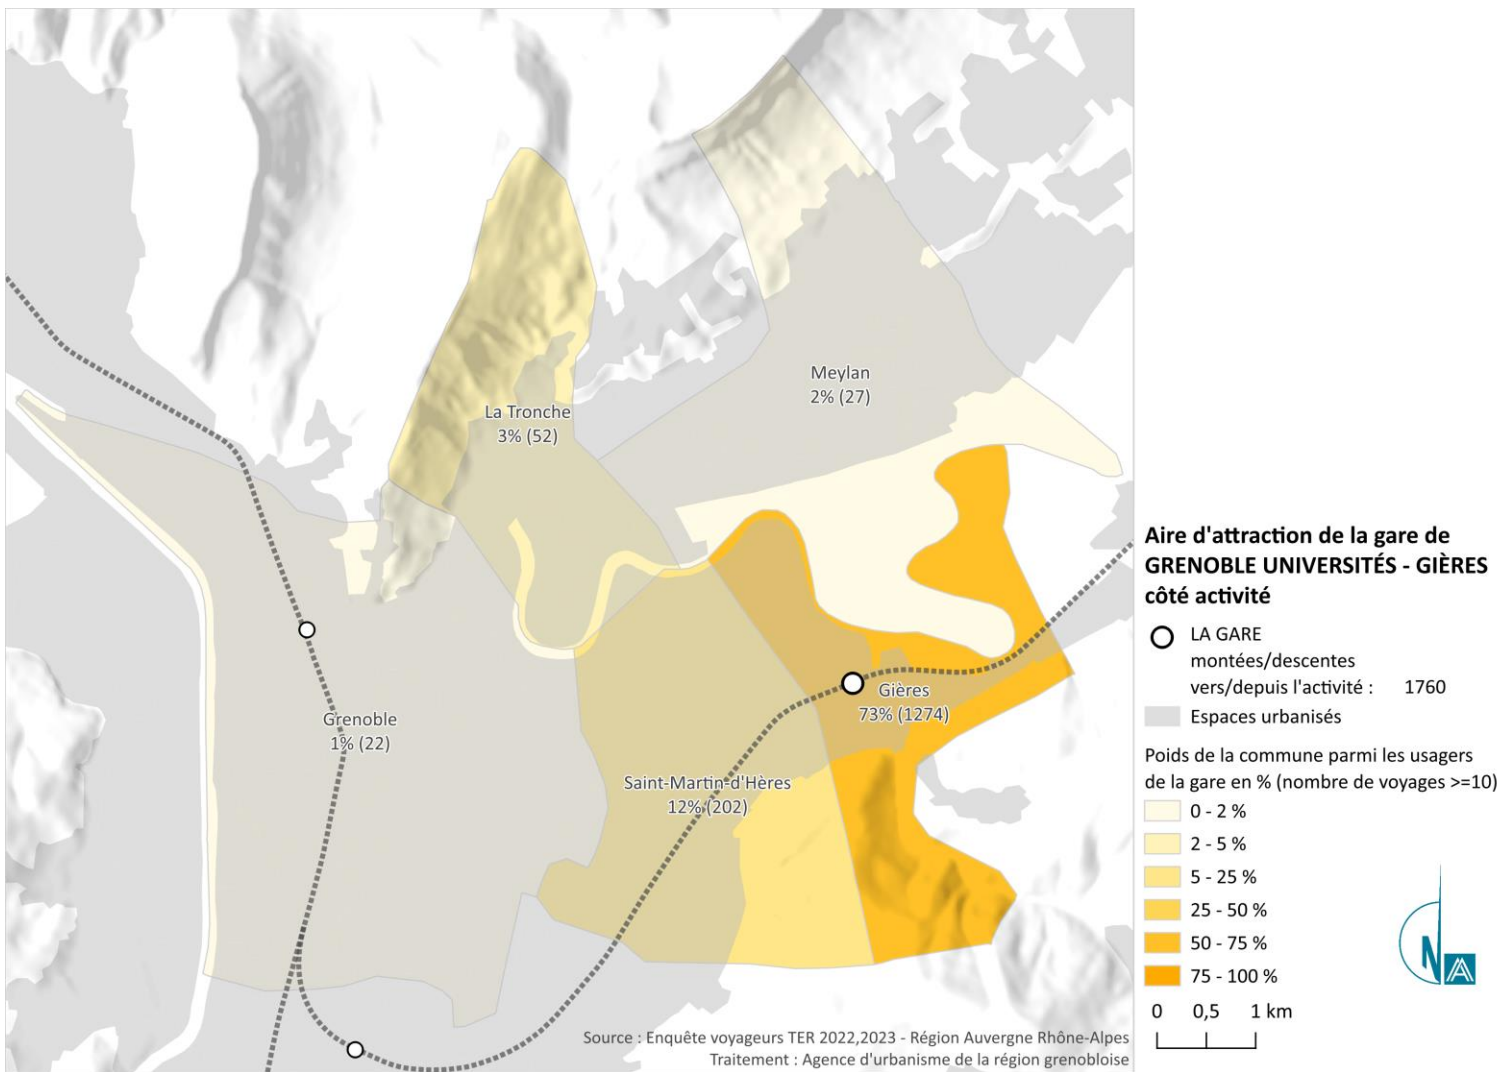 Meylan
2% (27)
La Tronche
3% (52)
Grenoble
1% (22)
Gières
73% (1274)
Saint-Martin-d'Hères
12% (202)
Source : Enquête voyageurs TER 2022,2023 - Région Auvergne Rhône-Alpes
Traitement : Agence d'urbanisme de la région grenobloise
Aire d'attraction de la gare de
GRENOBLE UNIVERSITÉS - GIÈRES
côté activité
LA GARE
montées/descentes
vers/depuis l'activité : 1760
Espaces urbanisés
Poids de la commune parmi les usagers
de la gare en % (nombre de voyages >=10)
0 - 2 %
2 - 5 %
5 - 25 %
25 - 50 %
50 - 75 %
75 - 100 %
0 0,5 1 km
N